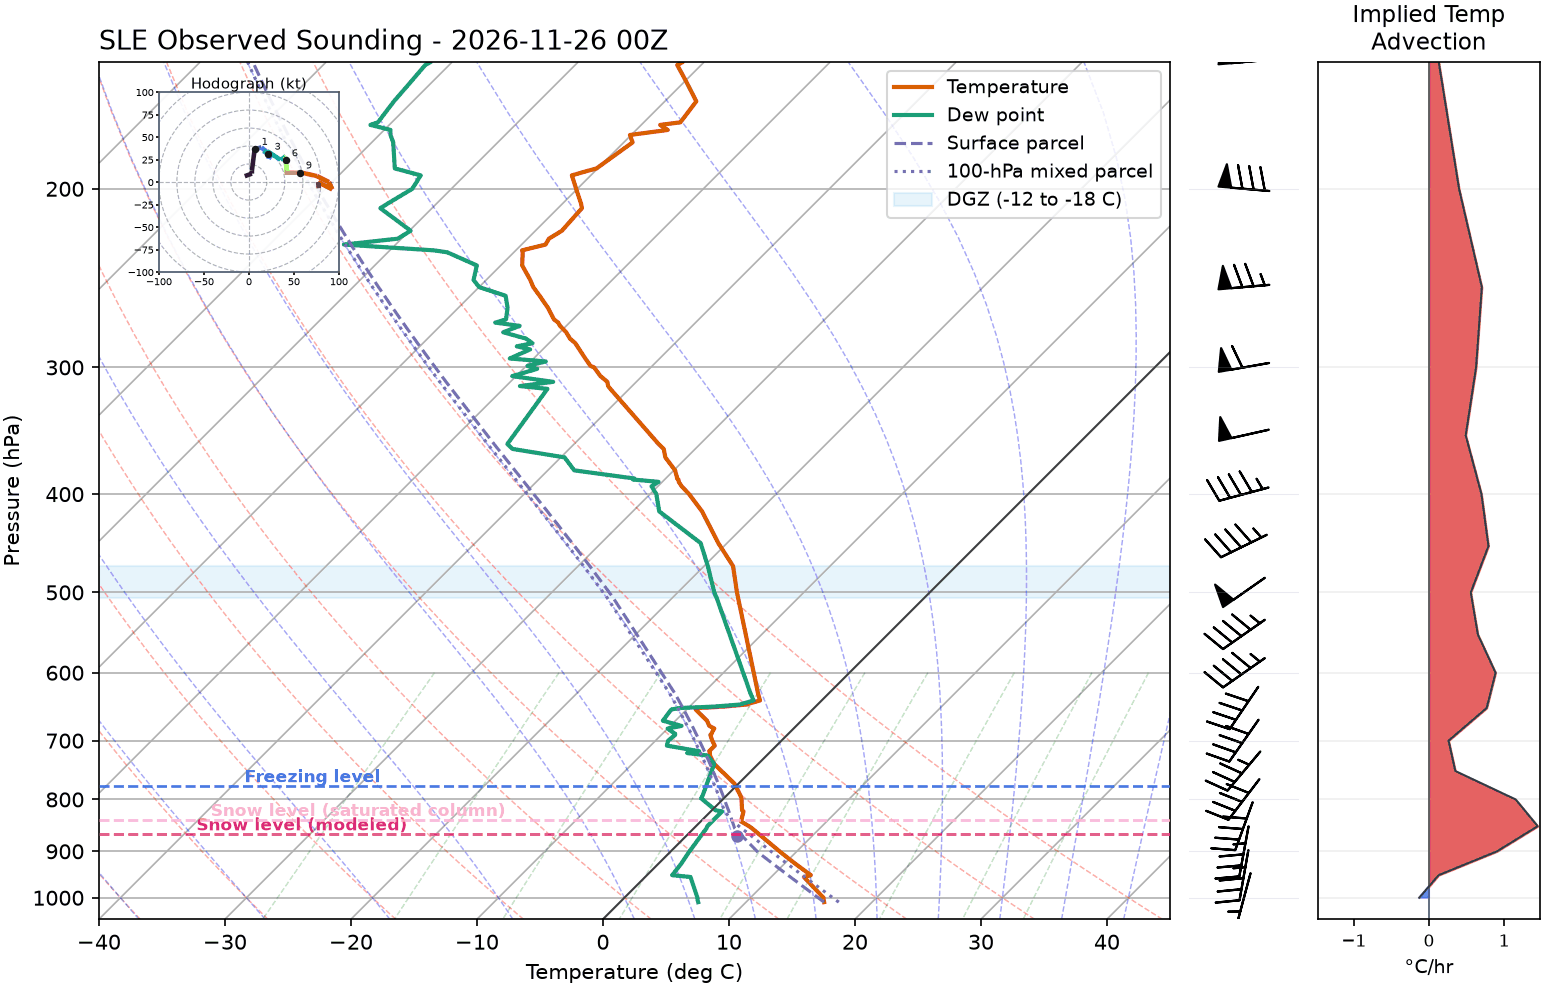 Implied Temp
Advection
SLE Observed Sounding - 2026-11-26 00Z
Hodograph (kt)
100
75
50
25
0
−25
−50
−75
−100
−100
−50
0
50
100
1
3
6
9
Temperature
Dew point
Surface parcel
100-hPa mixed parcel
DGZ (-12 to -18 C)
Pressure (hPa)
200
300
400
500
600
700
800
900
1000
Freezing level
Snow level (saturated column)
Snow level (modeled)
−40
−30
−20
−10
0
10
20
30
40
Temperature (deg C)
−1
0
1
°C/hr